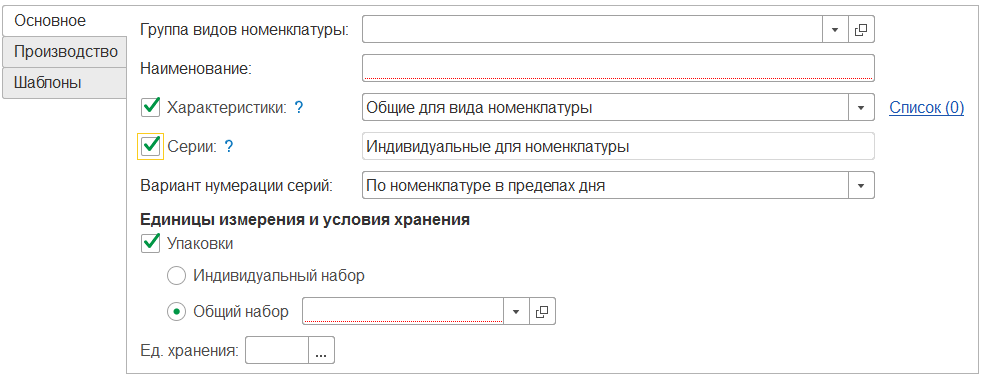 Основное
Производство
Шаблоны
Группа видов номенклатуры:
Наименование:
Характеристики: ? Общие для вида номенклатуры Список (0)
Серии: ? Индивидуальные для номенклатуры
Вариант нумерации серий: По номенклатуре в пределах дня
Единицы измерения и условия хранения
Упаковки
Индивидуальный набор
Общий набор
Ед. хранения: ...